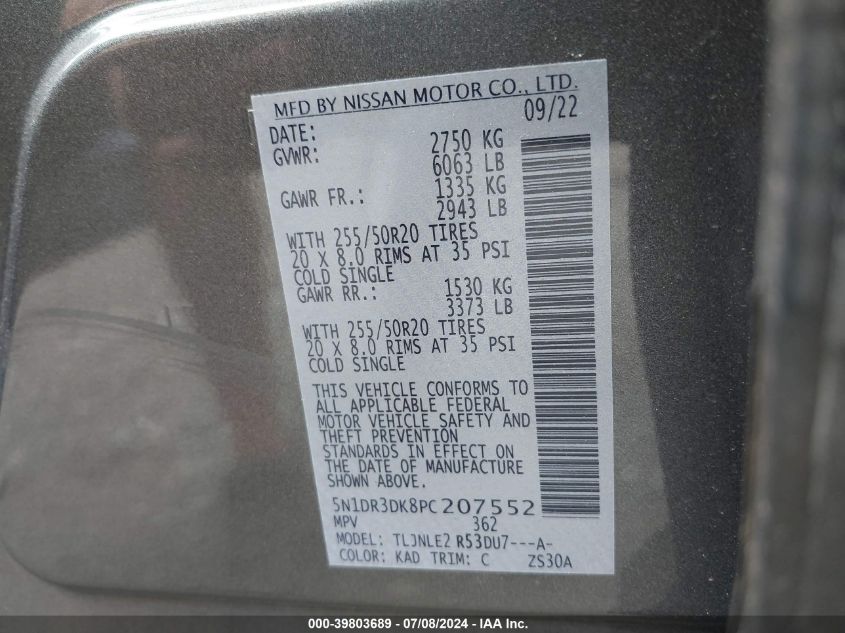 MFD BY NISSAN MOTOR CO., LTD.
DATE: 09/22
GVWR: 2750 KG
6063 LB
GAWR FR.: 1335 KG
2943 LB
WITH 255/50R20 TIRES
20 X 8.0 RIMS AT 35 PSI
COLD SINGLE
GAWR RR.: 1530 KG
3373 LB
WITH 255/50R20 TIRES
20 X 8.0 RIMS AT 35 PSI
COLD SINGLE
THIS VEHICLE CONFORMS TO
ALL APPLICABLE FEDERAL
MOTOR VEHICLE SAFETY AND
THEFT PREVENTION
STANDARDS IN EFFECT ON
THE DATE OF MANUFACTURE
SHOWN ABOVE.
5N1DR3DK8PC207552
MPV 362
MODEL: TLJNLE2 R53DU7---A-
COLOR: KAD TRIM: C ZS30A
000-39803689 / 07/08/2024 - IAA Inc.